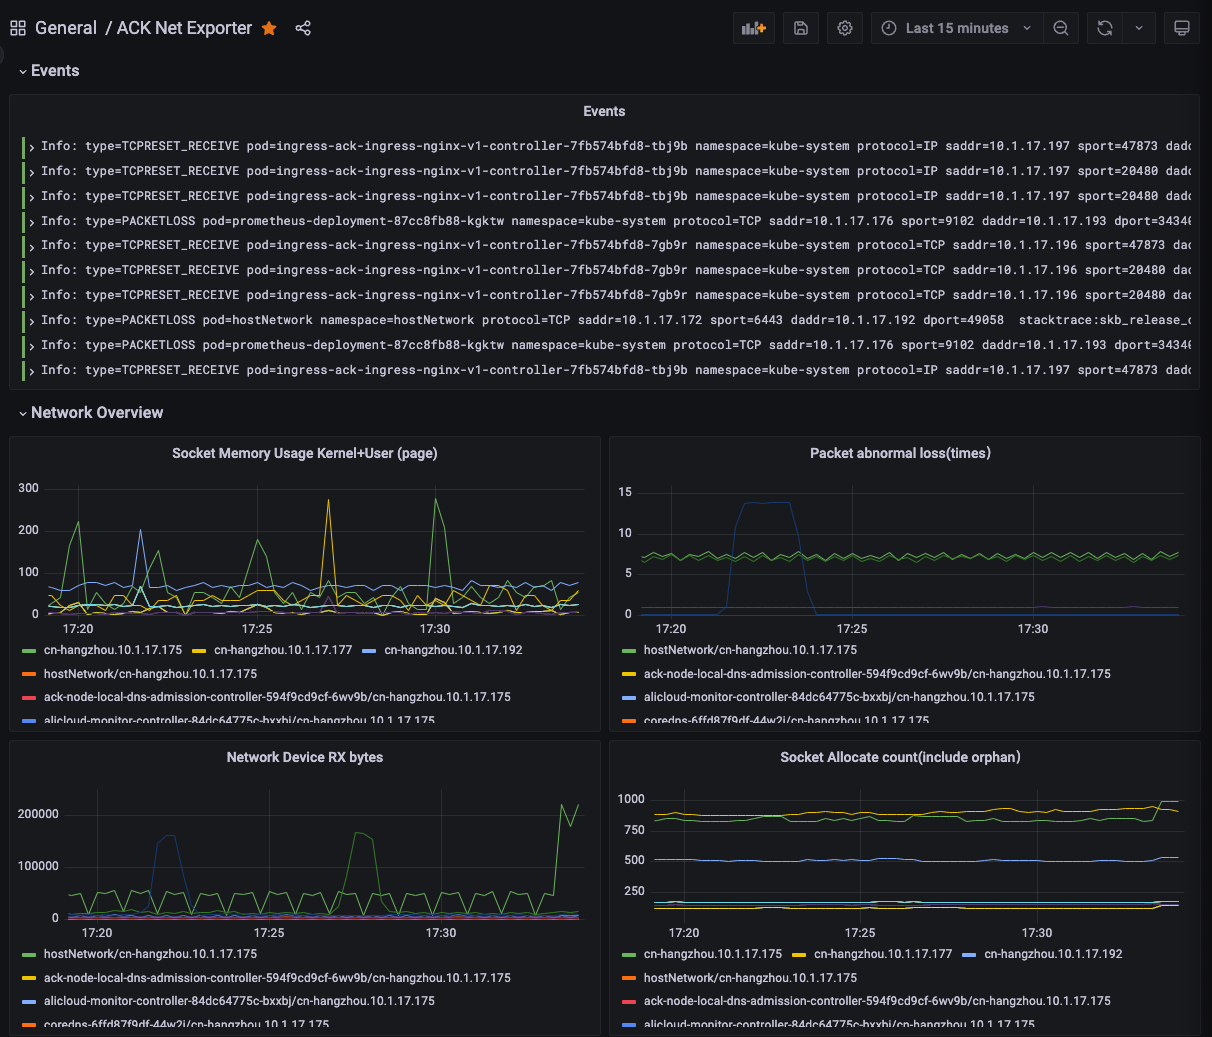 General / ACK Net Exporter
Last 15 minutes
Events
Events
Info: type=TCPRESET_RECEIVE pod=ingress-ack-ingress-nginx-v1-controller-7fb574bfd8-tbj9b namespace=kube-system protocol=IP saddr=10.1.17.197 sport=47873 dadd
Info: type=TCPRESET_RECEIVE pod=ingress-ack-ingress-nginx-v1-controller-7fb574bfd8-tbj9b namespace=kube-system protocol=IP saddr=10.1.17.197 sport=20480 dadd
Info: type=TCPRESET_RECEIVE pod=ingress-ack-ingress-nginx-v1-controller-7fb574bfd8-tbj9b namespace=kube-system protocol=IP saddr=10.1.17.197 sport=20480 dadd
Info: type=PACKETLOSS pod=prometheus-deployment-87cc8fb88-kgktw namespace=kube-system protocol=TCP saddr=10.1.17.176 sport=9102 daddr=10.1.17.193 dport=34340
Info: type=TCPRESET_RECEIVE pod=ingress-ack-ingress-nginx-v1-controller-7fb574bfd8-7gb9r namespace=kube-system protocol=TCP saddr=10.1.17.196 sport=47873 dad
Info: type=TCPRESET_RECEIVE pod=ingress-ack-ingress-nginx-v1-controller-7fb574bfd8-7gb9r namespace=kube-system protocol=TCP saddr=10.1.17.196 sport=20480 dad
Info: type=TCPRESET_RECEIVE pod=ingress-ack-ingress-nginx-v1-controller-7fb574bfd8-7gb9r namespace=kube-system protocol=TCP saddr=10.1.17.196 sport=20480 dad
Info: type=PACKETLOSS pod=hostNetwork namespace=hostNetwork protocol=TCP saddr=10.1.17.172 sport=6443 daddr=10.1.17.192 dport=49058 stacktrace:skb_release_
Info: type=PACKETLOSS pod=prometheus-deployment-87cc8fb88-kgktw namespace=kube-system protocol=TCP saddr=10.1.17.176 sport=9102 daddr=10.1.17.193 dport=34340
Info: type=TCPRESET_RECEIVE pod=ingress-ack-ingress-nginx-v1-controller-7fb574bfd8-tbj9b namespace=kube-system protocol=IP saddr=10.1.17.197 sport=47873 dadd
Network Overview
Socket Memory Usage Kernel+User (page)
300
200
100
0
17:20 17:25 17:30
cn-hangzhou.10.1.17.175 cn-hangzhou.10.1.17.177 cn-hangzhou.10.1.17.192
hostNetwork/cn-hangzhou.10.1.17.175
ack-node-local-dns-admission-controller-594f9cd9cf-6wv9b/cn-hangzhou.10.1.17.175
alicloud-monitor-controller-84dc64775c-bxxbj/cn-hangzhou.10.1.17.175
Packet abnormal loss(times)
15
10
5
0
17:20 17:25 17:30
hostNetwork/cn-hangzhou.10.1.17.175
ack-node-local-dns-admission-controller-594f9cd9cf-6wv9b/cn-hangzhou.10.1.17.175
alicloud-monitor-controller-84dc64775c-bxxbj/cn-hangzhou.10.1.17.175
coredns-6ffd87f9df-44w2j/cn-hangzhou.10.1.17.175
Network Device RX bytes
200000
100000
0
17:20 17:25 17:30
hostNetwork/cn-hangzhou.10.1.17.175
ack-node-local-dns-admission-controller-594f9cd9cf-6wv9b/cn-hangzhou.10.1.17.175
alicloud-monitor-controller-84dc64775c-bxxbj/cn-hangzhou.10.1.17.175
coredns-6ffd87f9df-44w2j/cn-hangzhou.10.1.17.175
Socket Allocate count(include orphan)
1000
750
500
250
17:20 17:25 17:30
cn-hangzhou.10.1.17.175 cn-hangzhou.10.1.17.177 cn-hangzhou.10.1.17.192
hostNetwork/cn-hangzhou.10.1.17.175
ack-node-local-dns-admission-controller-594f9cd9cf-6wv9b/cn-hangzhou.10.1.17.175
alicloud-monitor-controller-84dc64775c-bxxbj/cn-hangzhou.10.1.17.175